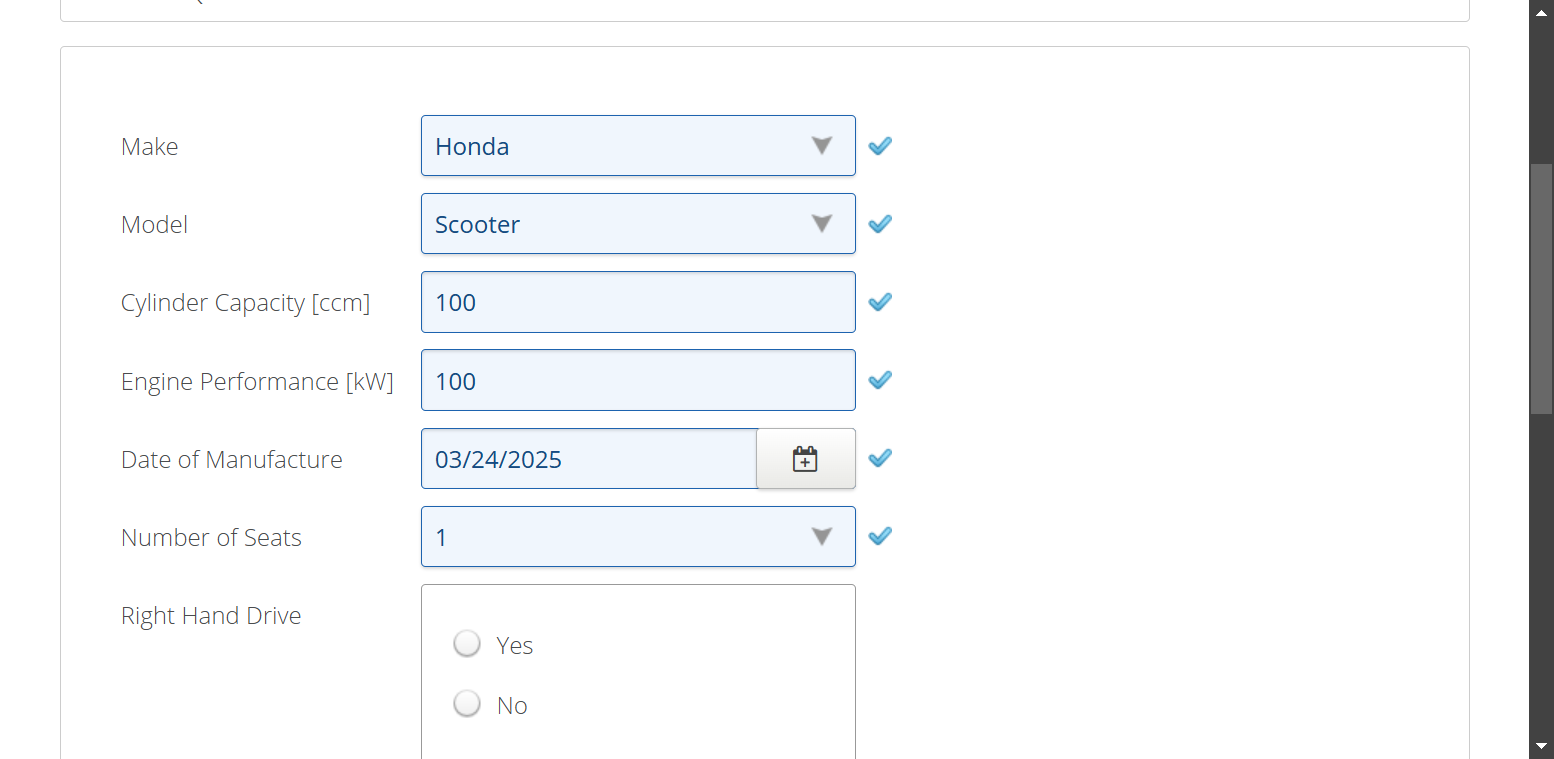 Make Honda
Model Scooter
Cylinder Capacity [ccm] 100
Engine Performance [kW] 100
Date of Manufacture 03/24/2025
Number of Seats 1
Right Hand Drive
Yes
No